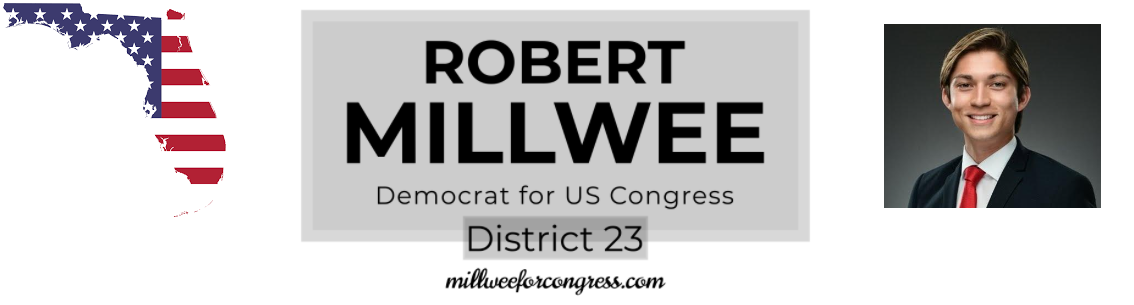 ROBERT
MILLWEE
Democrat for US Congress
District 23
millweeforcongress.com